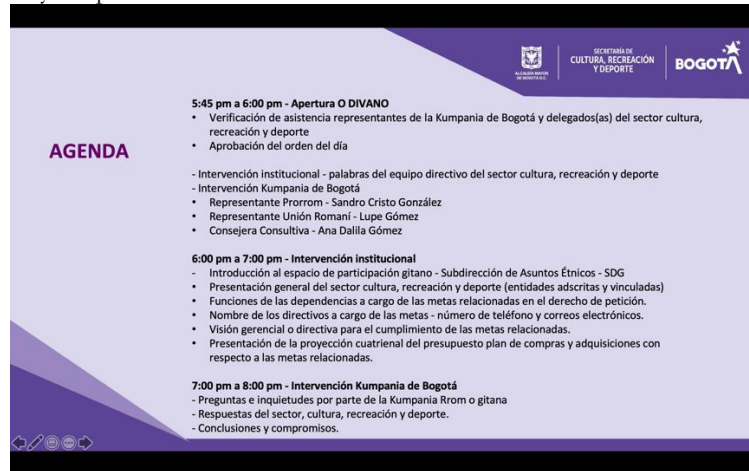 ALCALDÍA MAYOR
DE BOGOTÁ D.C.
SECRETARÍA DE
CULTURA, RECREACIÓN
Y DEPORTE
BOGOTÁ
AGENDA
5:45 pm a 6:00 pm - Apertura O DIVANO
• Verificación de asistencia representantes de la Kumpania de Bogotá y delegados(as) del sector cultura,
recreación y deporte
• Aprobación del orden del día
- Intervención institucional - palabras del equipo directivo del sector cultura, recreación y deporte
- Intervención Kumpania de Bogotá
• Representante Prorrom - Sandro Cristo González
• Representante Unión Romaní - Lupe Gómez
• Consejera Consultiva - Ana Dalila Gómez
6:00 pm a 7:00 pm - Intervención institucional
- Introducción al espacio de participación gitano - Subdirección de Asuntos Étnicos - SDG
• Presentación general del sector cultura, recreación y deporte (entidades adscritas y vinculadas)
• Funciones de las dependencias a cargo de las metas relacionadas en el derecho de petición.
• Nombre de los directivos a cargo de las metas - número de teléfono y correos electrónicos.
• Visión gerencial o directiva para el cumplimiento de las metas relacionadas.
• Presentación de la proyección cuatrienal del presupuesto plan de compras y adquisiciones con
respecto a las metas relacionadas.
7:00 pm a 8:00 pm - Intervención Kumpania de Bogotá
- Preguntas e inquietudes por parte de la Kumpania Rrom o gitana
- Respuestas del sector, cultura, recreación y deporte.
- Conclusiones y compromisos.